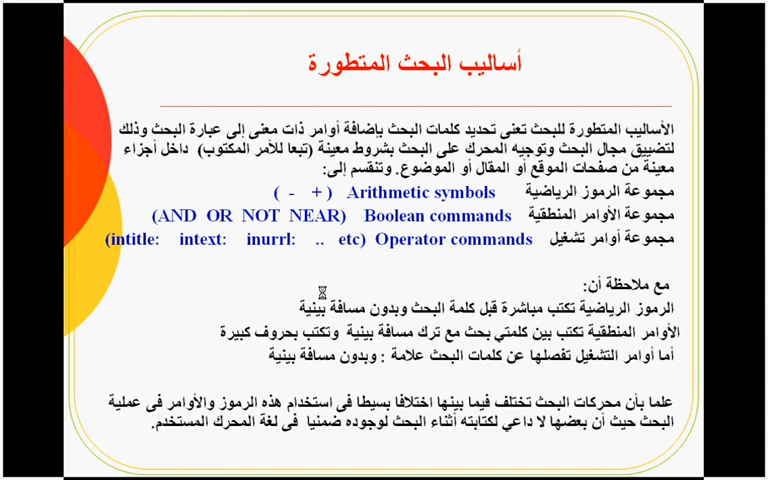 أساليب البحث المتطورة
الأساليب المتطورة للبحث تعنى تحديد كلمات البحث بإضافة أوامر ذات معنى إلى عبارة البحث وذلك
لتضييق مجال البحث وتوجيه المحرك على البحث بشروط معينة (تبعا للأمر المكتوب) داخل أجزاء
معينة من صفحات الموقع أو المقال أو الموضوع. وتنقسم إلى:
مجموعة الرموز الرياضية Arithmetic symbols ( + - )
مجموعة الأوامر المنطقية Boolean commands (AND OR NOT NEAR)
مجموعة أوامر تشغيل Operator commands (intitle: intext: inurrl: .. etc)
مع ملاحظة أن:
الرموز الرياضية تكتب مباشرة قبل كلمة البحث وبدون مسافة بينية
الأوامر المنطقية تكتب بين كلمتي بحث مع ترك مسافة بينية وتكتب بحروف كبيرة
أما أوامر التشغيل تفصلها عن كلمات البحث علامة : وبدون مسافة بينية
علما بأن محركات البحث تختلف فيما بينها اختلافا بسيطا فى استخدام هذه الرموز والأوامر فى عملية
البحث حيث أن بعضها لا داعي لكتابته أثناء البحث لوجوده ضمنيا فى لغة المحرك المستخدم.